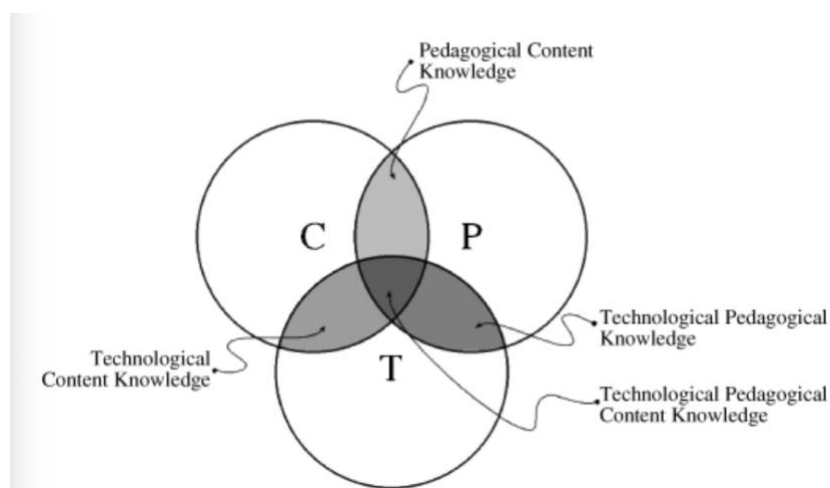 Pedagogical Content
Knowledge
C
P
Technological Pedagogical
Knowledge
Technological
Content Knowledge
T
Technological Pedagogical
Content Knowledge